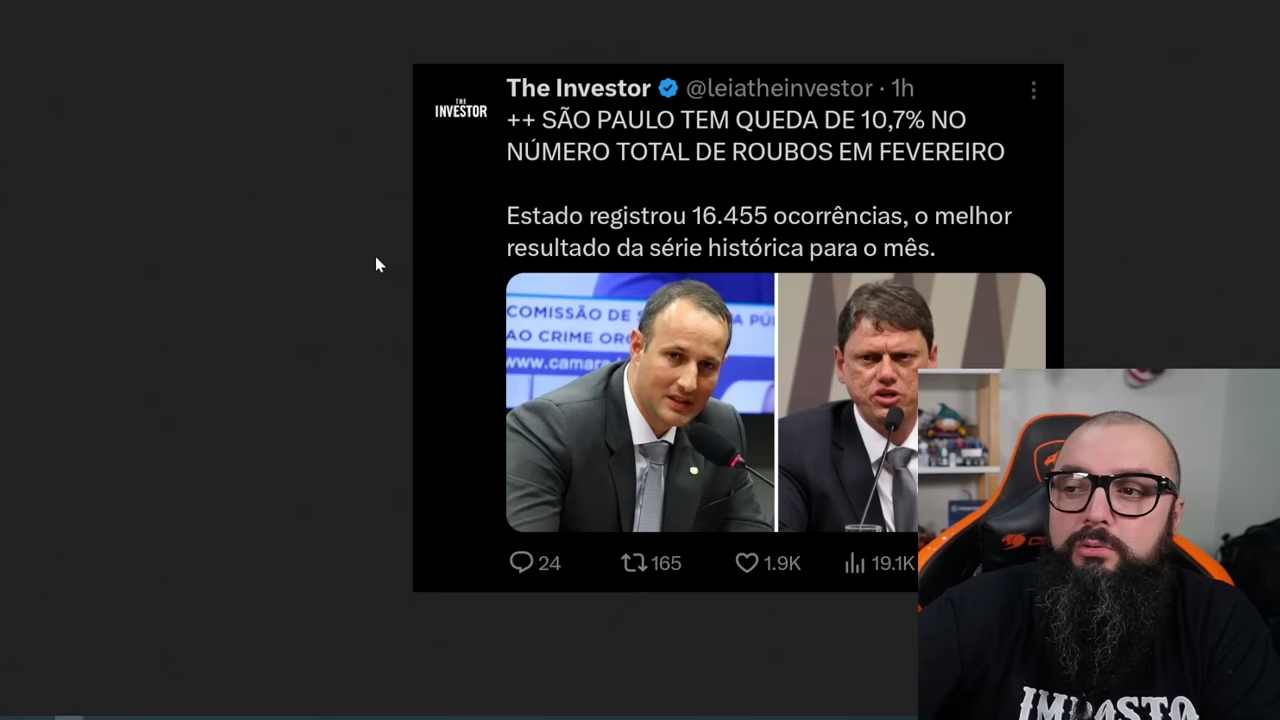 The Investor @leiatheinvestor · 1h
THE
INVESTOR
++ SÃO PAULO TEM QUEDA DE 10,7% NO
NÚMERO TOTAL DE ROUBOS EM FEVEREIRO
Estado registrou 16.455 ocorrências, o melhor
resultado da série histórica para o mês.
COMISSÃO DE S
A PÚ
AO CRIME OR
www.camara
24 165 1.9K 19.1K